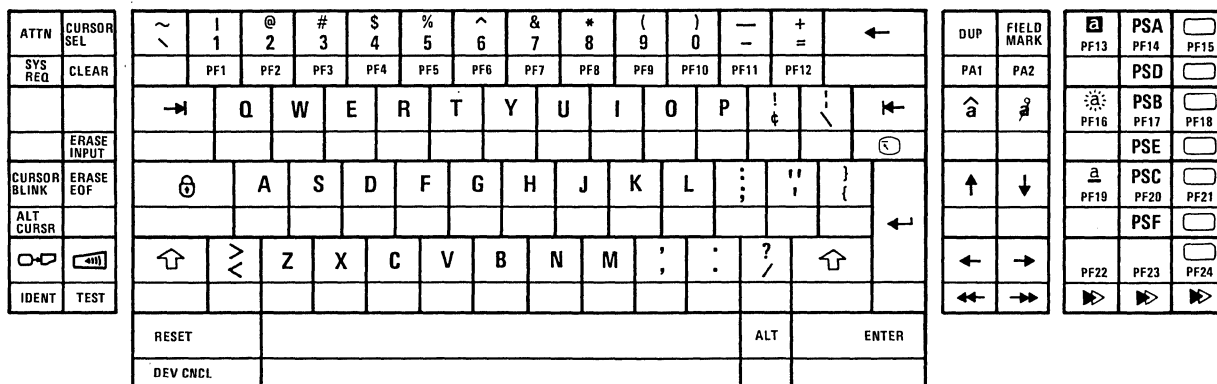 ATTN CURSOR SEL ~ | @ # $ % ^ & * ( ) — + ← DUP FIELD MARK a PSA
\ 1 2 3 4 5 6 7 8 9 0 – = PF13 PF14 PF15
SYS REQ CLEAR PF1 PF2 PF3 PF4 PF5 PF6 PF7 PF8 PF9 PF10 PF11 PF12 PA1 PA2 PSD
→| Q W E R T Y U I O P ! ¢ ¦ \ |← â a PSB
PF16 PF17 PF18
ERASE INPUT PSE
CURSOR BLINK ERASE EOF A S D F G H J K L : ; " ' } { ↑ ↓ a PSC
PF19 PF20 PF21
ALT CURSR ↵ PSF
⇧ > < Z X C V B N M , , . . ? / ⇧ ← →
PF22 PF23 PF24
IDENT TEST
RESET ALT ENTER
DEV CNCL